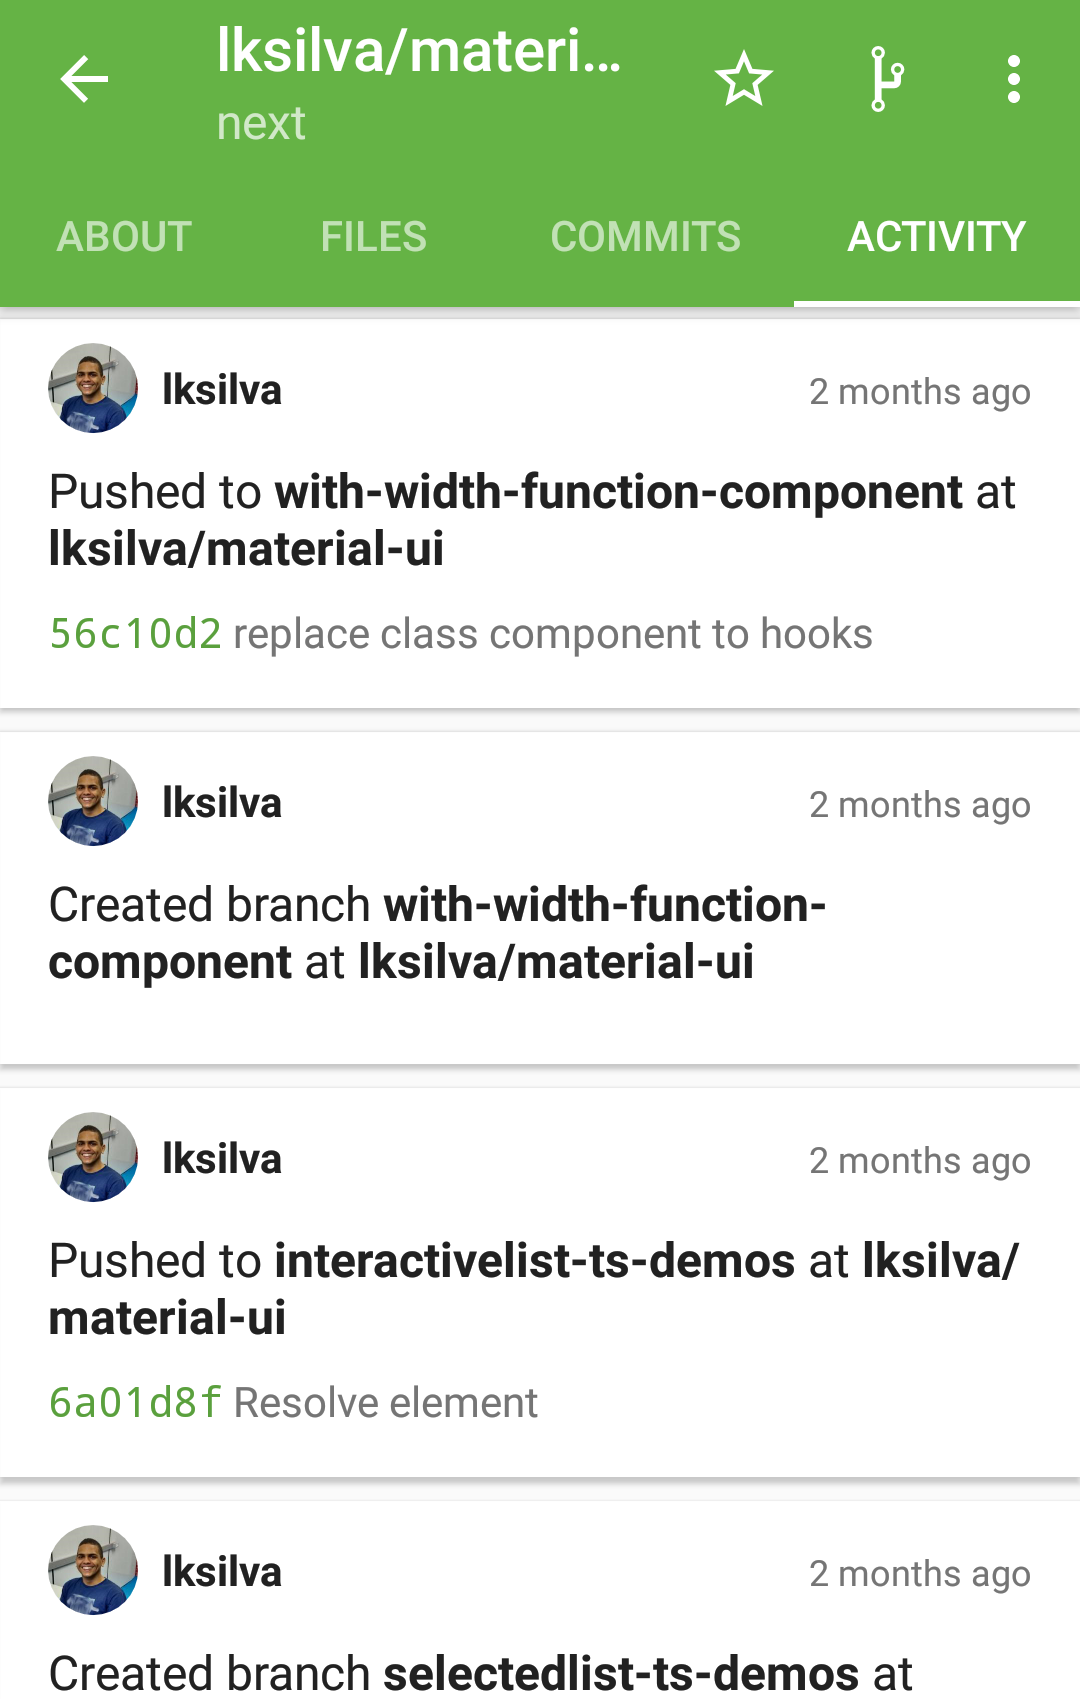 lksilva/materi...
next
ABOUT FILES COMMITS ACTIVITY
lksilva 2 months ago
Pushed to with-width-function-component at
lksilva/material-ui
56c10d2 replace class component to hooks
lksilva 2 months ago
Created branch with-width-function-
component at lksilva/material-ui
lksilva 2 months ago
Pushed to interactivelist-ts-demos at lksilva/
material-ui
6a01d8f Resolve element
lksilva 2 months ago
Created branch selectedlist-ts-demos at